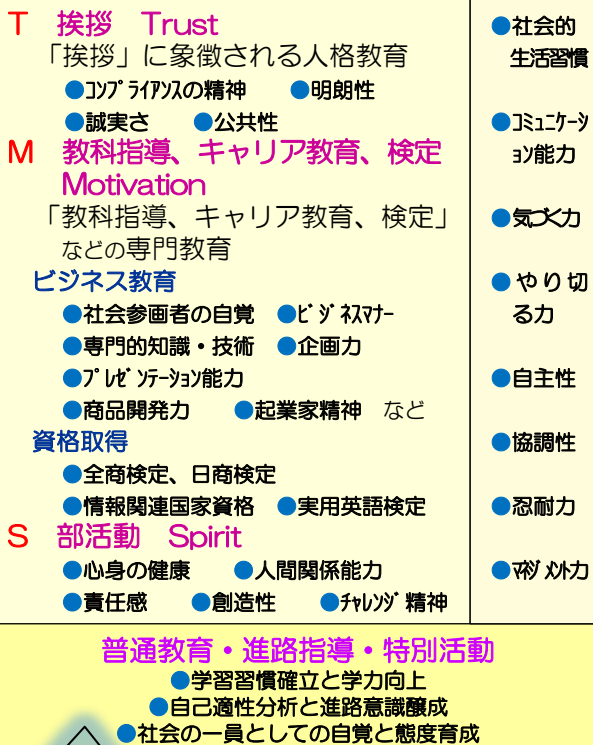 T 挨拶 Trust
「挨拶」に象徴される人格教育
●コンプライアンスの精神 ●明朗性
●誠実さ ●公共性
M 教科指導、キャリア教育、検定
Motivation
「教科指導、キャリア教育、検定」
などの専門教育
ビジネス教育
●社会参画者の自覚 ●ビジネスマナー
●専門的知識・技術 ●企画力
●プレゼンテーション能力
●商品開発力 ●起業家精神 など
資格取得
●全商検定、日商検定
●情報関連国家資格 ●実用英語検定
S 部活動 Spirit
●心身の健康 ●人間関係能力
●責任感 ●創造性 ●チャレンジ精神
●社会的
生活習慣
●コミュニケーシ
ョン能力
●気づく力
●やり切
る力
●自主性
●協調性
●忍耐力
●マネジメント力
普通教育・進路指導・特別活動
●学習習慣確立と学力向上
●自己適性分析と進路意識醸成
●社会の一員としての自覚と態度育成